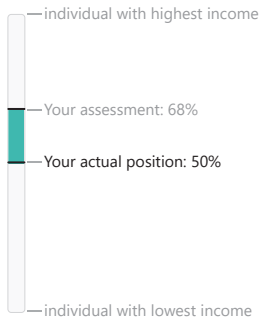 individual with highest income
Your assessment: 68%
Your actual position: 50%
individual with lowest income